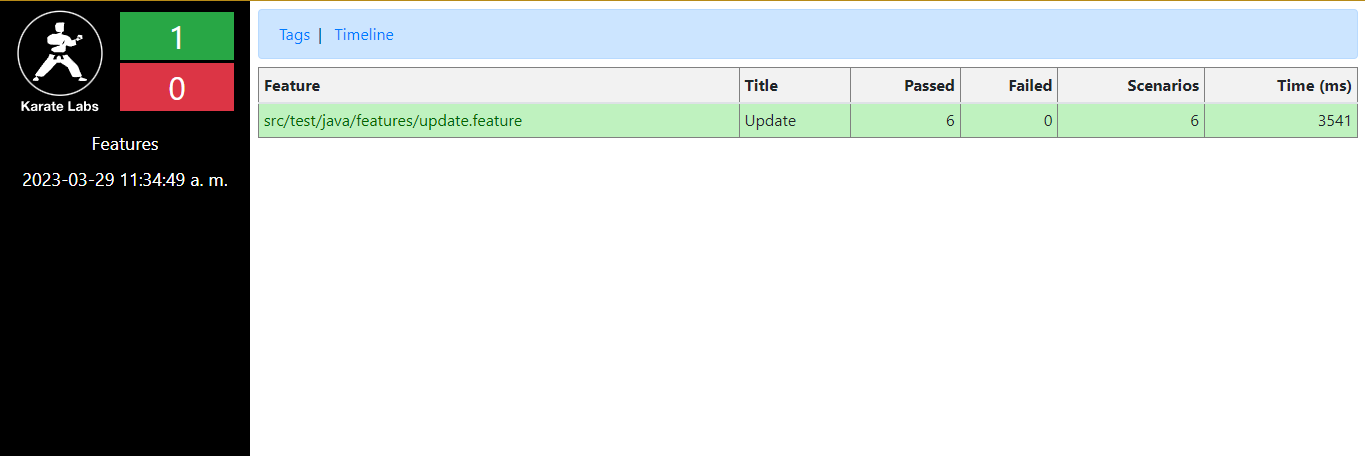 1
0
Karate Labs
Features
2023-03-29 11:34:49 a. m.
Tags | Timeline
Feature Title Passed Failed Scenarios Time (ms)
src/test/java/features/update.feature Update 6 0 6 3541